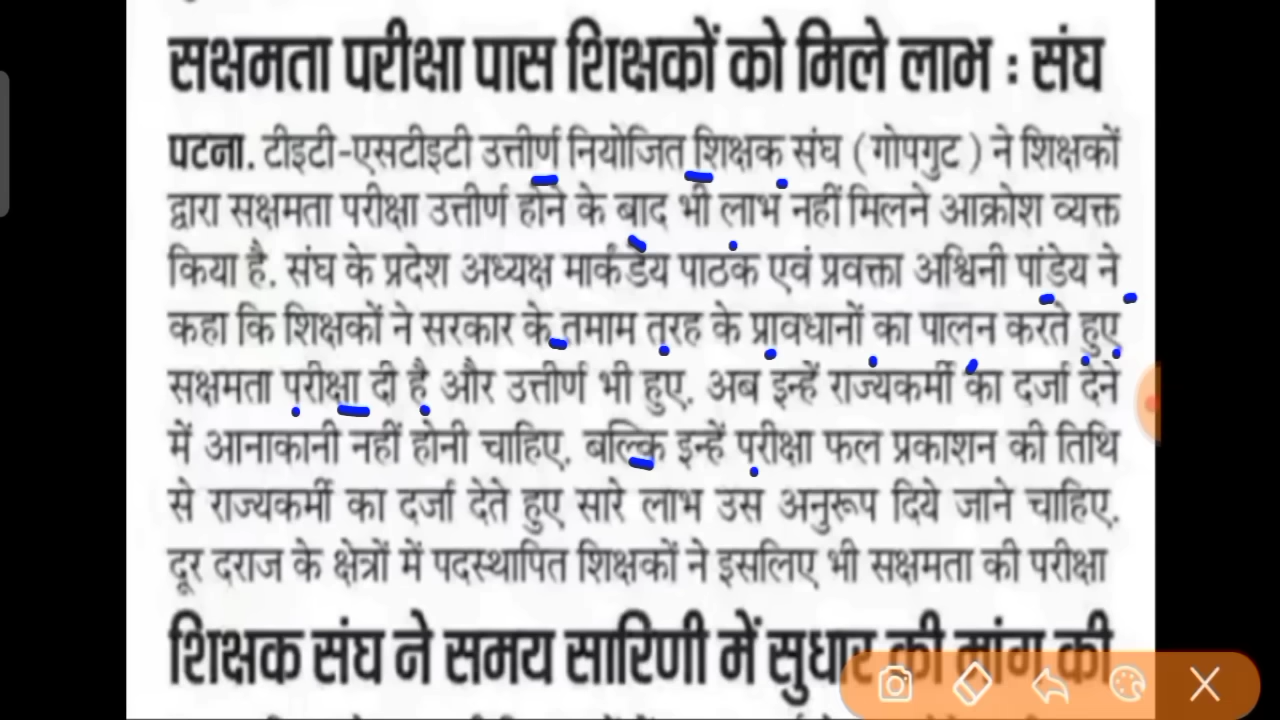 सक्षमता परीक्षा पास शिक्षकों को मिले लाभ : संघ
पटना. टीइटी-एसटीइटी उत्तीर्ण नियोजित शिक्षक संघ (गोपगुट) ने शिक्षकों
द्वारा सक्षमता परीक्षा उत्तीर्ण होने के बाद भी लाभ नहीं मिलने आक्रोश व्यक्त
किया है. संघ के प्रदेश अध्यक्ष मार्कंडेय पाठक एवं प्रवक्ता अश्विनी पांडेय ने
कहा कि शिक्षकों ने सरकार के तमाम तरह के प्रावधानों का पालन करते हुए
सक्षमता परीक्षा दी है और उत्तीर्ण भी हुए. अब इन्हें राज्यकर्मी का दर्जा देने
में आनाकानी नहीं होनी चाहिए. बल्कि इन्हें परीक्षा फल प्रकाशन की तिथि
से राज्यकर्मी का दर्जा देते हुए सारे लाभ उस अनुरूप दिये जाने चाहिए.
दूर दराज के क्षेत्रों में पदस्थापित शिक्षकों ने इसलिए भी सक्षमता की परीक्षा
शिक्षक संघ ने समय सारिणी में सुधार की मांग की